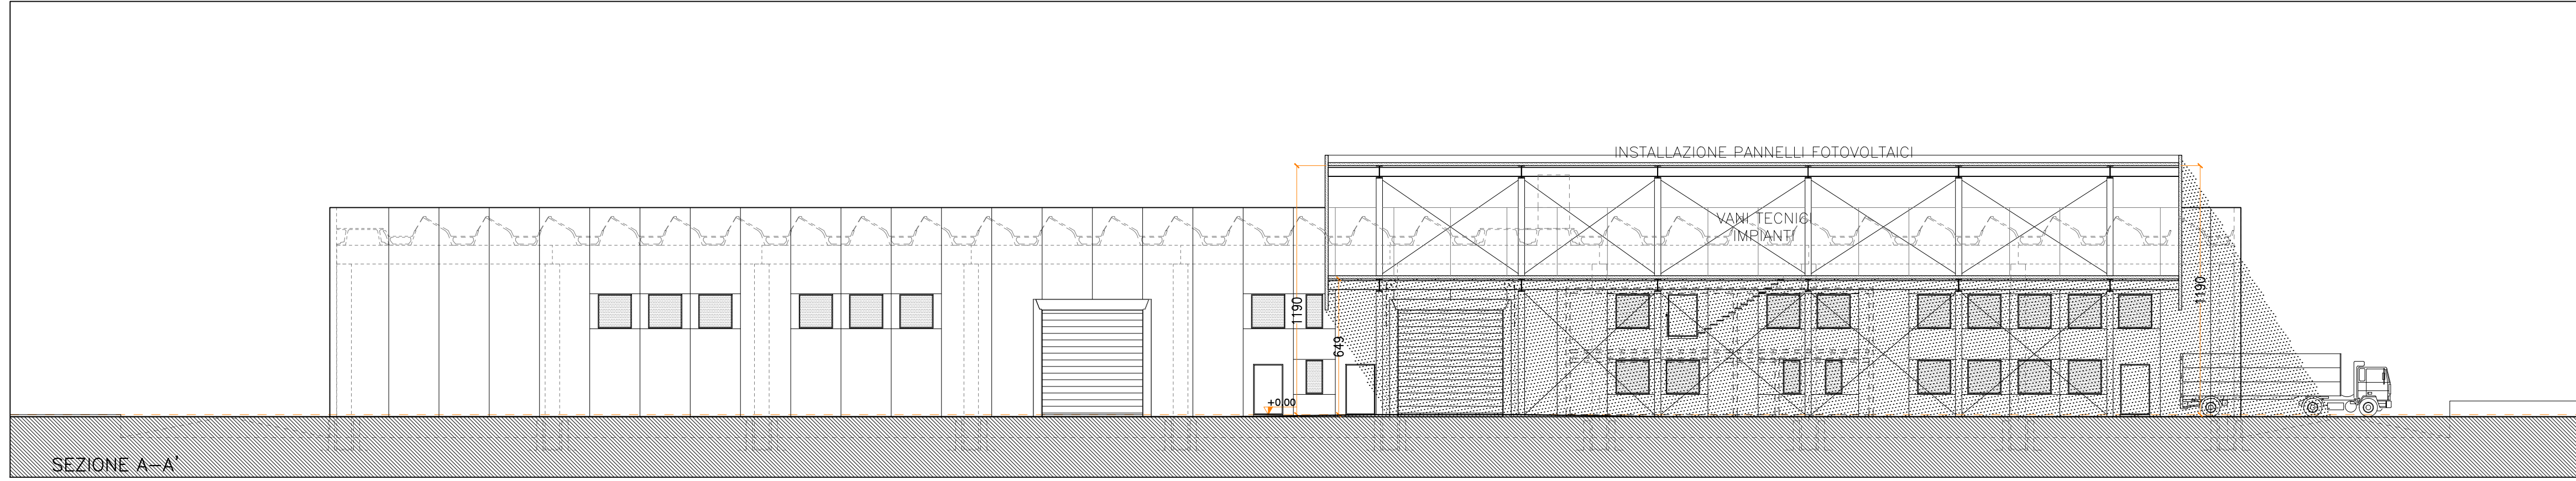 INSTALLAZIONE PANNELLI FOTOVOLTAICI
VANI TECNICI
IMPIANTI
1190
1190
649
+0.00
SEZIONE A-A'